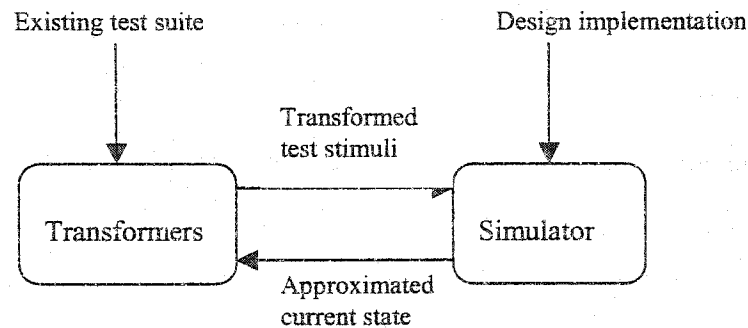 Existing test suite
Design implementation
Transformed
test stimuli
Transformers
Simulator
Approximated
current state